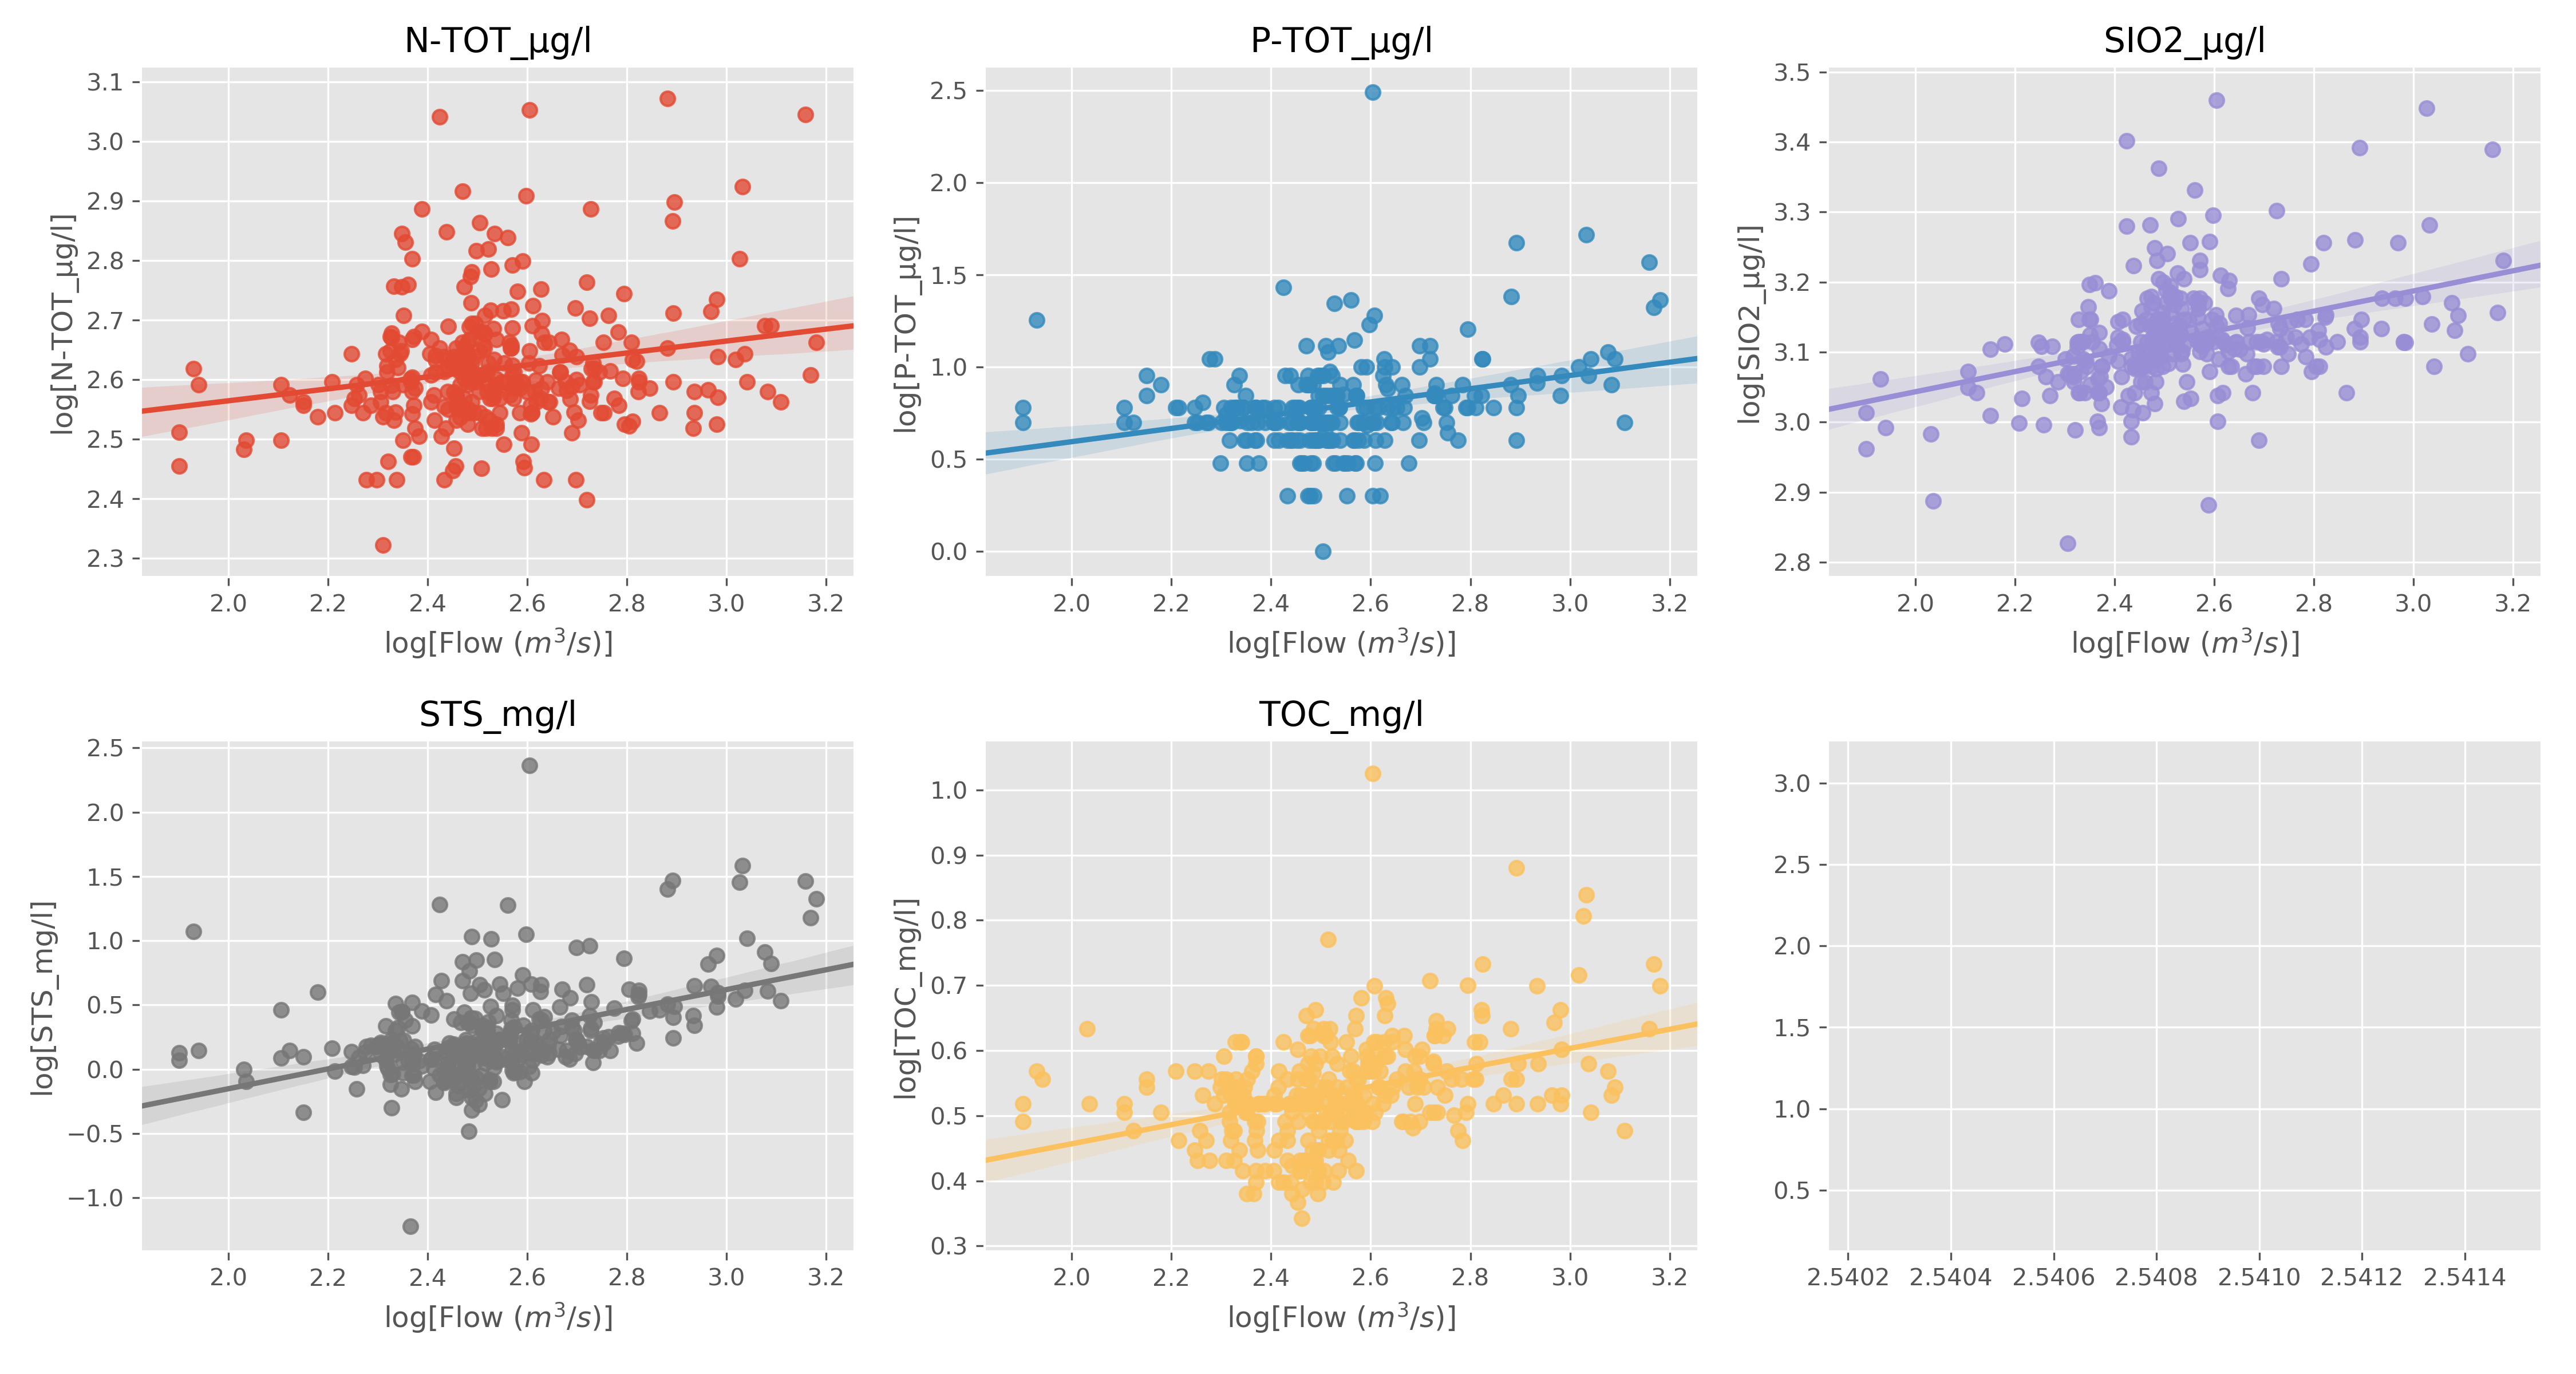 N-TOT_µg/l
P-TOT_µg/l
SIO2_µg/l
log[N-TOT_µg/l]
3.1
3.0
2.9
2.8
2.7
2.6
2.5
2.4
2.3
2.0 2.2 2.4 2.6 2.8 3.0 3.2
log[Flow (m³/s)]
log[P-TOT_µg/l]
2.5
2.0
1.5
1.0
0.5
0.0
2.0 2.2 2.4 2.6 2.8 3.0 3.2
log[Flow (m³/s)]
log[SIO2_µg/l]
3.5
3.4
3.3
3.2
3.1
3.0
2.9
2.8
2.0 2.2 2.4 2.6 2.8 3.0 3.2
log[Flow (m³/s)]
STS_mg/l
TOC_mg/l
log[STS_mg/l]
2.5
2.0
1.5
1.0
0.5
0.0
−0.5
−1.0
2.0 2.2 2.4 2.6 2.8 3.0 3.2
log[Flow (m³/s)]
log[TOC_mg/l]
1.0
0.9
0.8
0.7
0.6
0.5
0.4
0.3
2.0 2.2 2.4 2.6 2.8 3.0 3.2
log[Flow (m³/s)]
3.0
2.5
2.0
1.5
1.0
0.5
2.5402 2.5404 2.5406 2.5408 2.5410 2.5412 2.5414